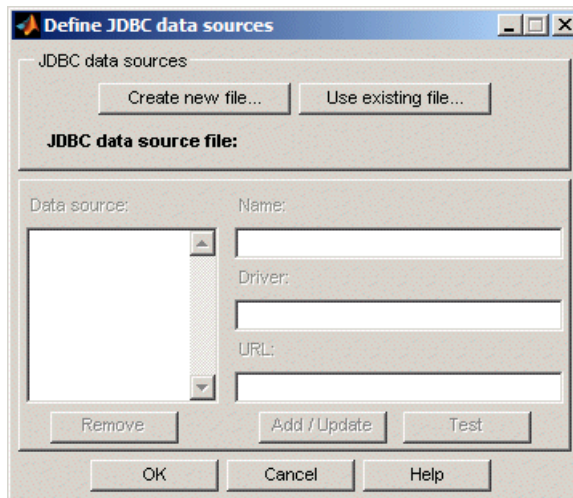 Define JDBC data sources
JDBC data sources
Create new file... Use existing file...
JDBC data source file:
Data source: Name:
Driver:
URL:
Remove Add / Update Test
OK Cancel Help